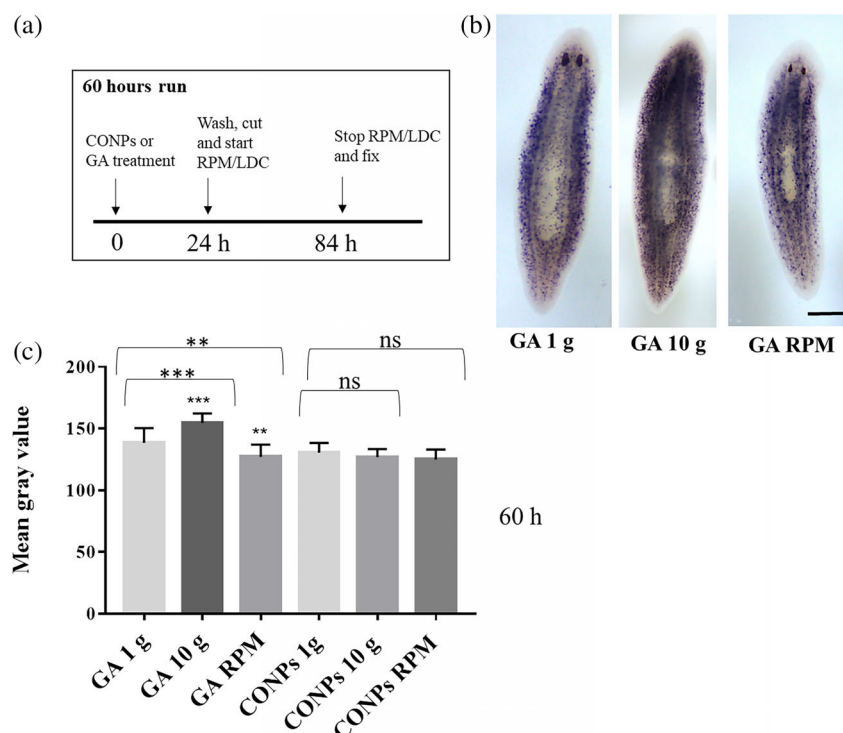 (a)
60 hours run
CONPs or
GA treatment
Wash, cut
and start
RPM/LDC
Stop RPM/LDC
and fix
0
24 h
84 h
(b)
GA 1 g
GA 10 g
GA RPM
(c)
**
***
***
**
ns
ns
Mean gray value
200
150
100
50
0
GA 1 g
GA 10 g
GA RPM
CONPs 1g
CONPs 10 g
CONPs RPM
60 h